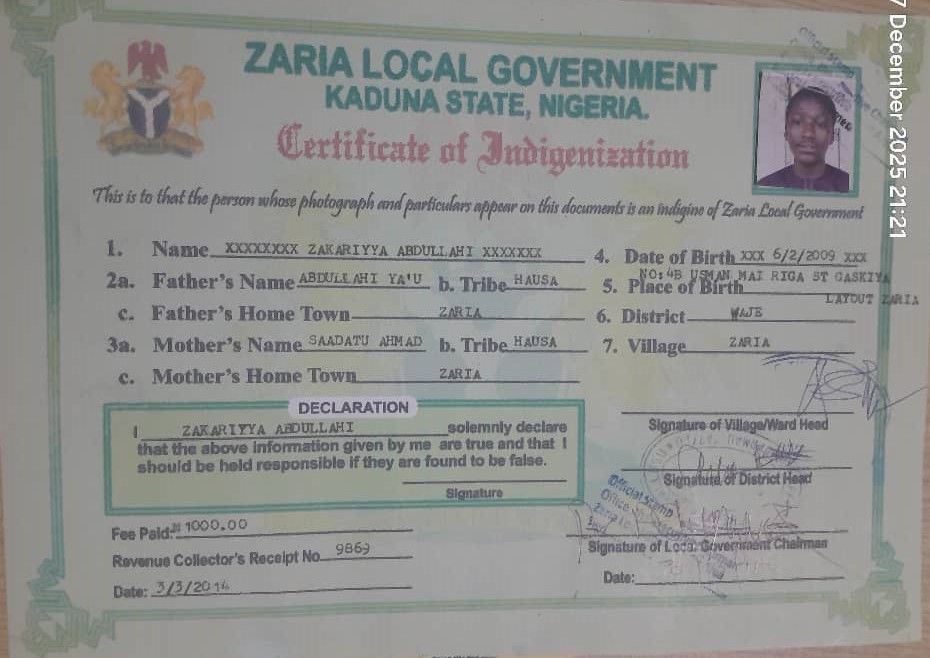 7 December 2025 21:21
ZARIA LOCAL GOVERNMENT
KADUNA STATE, NIGERIA.
Certificate of Indigenization
This is to that the person whose photograph and particulars appear on this documents is an indigine of Zaria Local Government
1. Name XXXXXXXX ZAKARIYYA ABDULLAHI XXXXXXX
2a. Father's Name ABDULLAHI YA'U b. Tribe HAUSA
c. Father's Home Town ZARIA
3a. Mother's Name SAADATU AHMAD b. Tribe HAUSA
c. Mother's Home Town ZARIA
4. Date of Birth XXX 6/2/2009 XXX
NO: 4B USMAN MAI RIGA ST GASKIYA
5. Place of Birth
LAYOUT ZARIA
6. District WAJE
7. Village ZARIA
DECLARATION
I ZAKARIYYA ABDULLAHI solemnly declare
that the above information given by me are true and that I
should be held responsible if they are found to be false.
Signature
Fee Paid:₦ 1000.00
Revenue Collector's Receipt No. 9869
Date: 3/3/2014
Signature of Village/Ward Head
Signature of District Head
Official Stamp
Office
Signature of Local Government Chairman
Date: